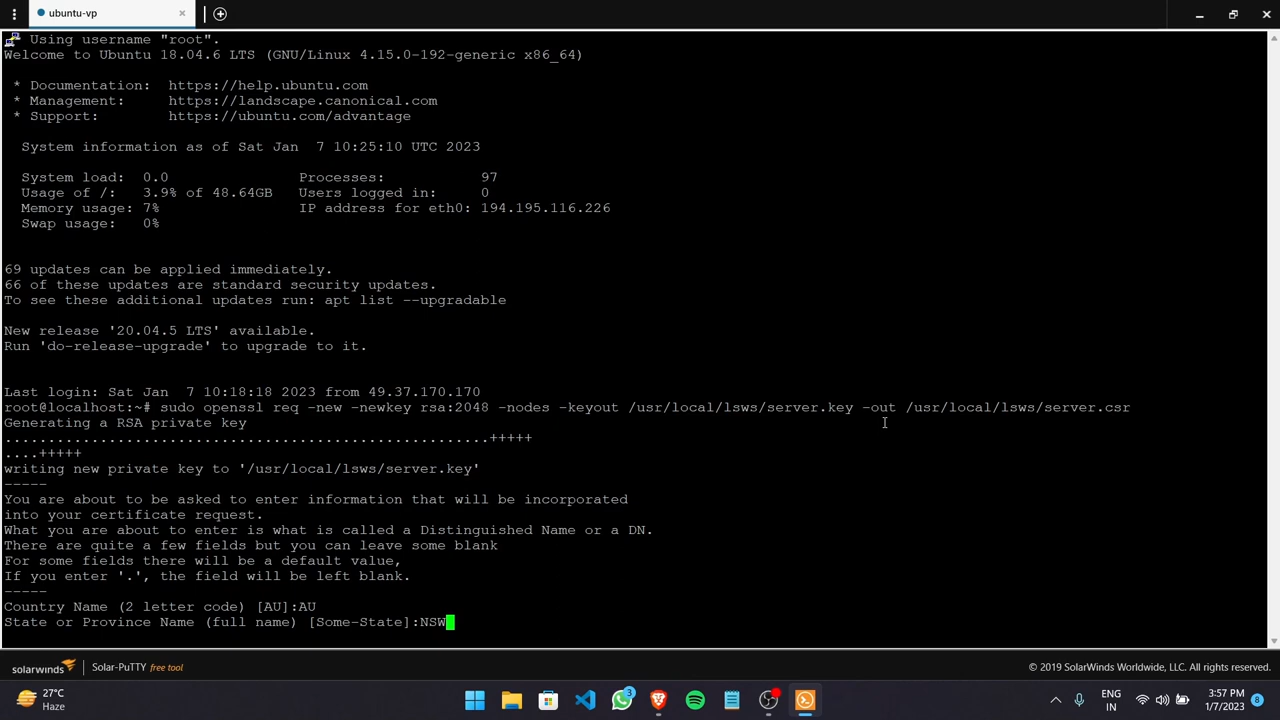 ubuntu-vp
Using username "root".
Welcome to Ubuntu 18.04.6 LTS (GNU/Linux 4.15.0-192-generic x86_64)
* Documentation: https://help.ubuntu.com
* Management: https://landscape.canonical.com
* Support: https://ubuntu.com/advantage
System information as of Sat Jan 7 10:25:10 UTC 2023
System load: 0.0 Processes: 97
Usage of /: 3.9% of 48.64GB Users logged in: 0
Memory usage: 7% IP address for eth0: 194.195.116.226
Swap usage: 0%
69 updates can be applied immediately.
66 of these updates are standard security updates.
To see these additional updates run: apt list --upgradable
New release '20.04.5 LTS' available.
Run 'do-release-upgrade' to upgrade to it.
Last login: Sat Jan 7 10:18:18 2023 from 49.37.170.170
root@localhost:~# sudo openssl req -new -newkey rsa:2048 -nodes -keyout /usr/local/lsws/server.key -out /usr/local/lsws/server.csr
Generating a RSA private key
........................................................+++++
....+++++
writing new private key to '/usr/local/lsws/server.key'
-----
You are about to be asked to enter information that will be incorporated
into your certificate request.
What you are about to enter is what is called a Distinguished Name or a DN.
There are quite a few fields but you can leave some blank
For some fields there will be a default value,
If you enter '.', the field will be left blank.
-----
Country Name (2 letter code) [AU]:AU
State or Province Name (full name) [Some-State]:NSW
solarwinds Solar-PuTTY free tool © 2019 SolarWinds Worldwide, LLC. All rights reserved.
27°C
Haze
3
ENG
IN
3:57 PM
1/7/2023
8